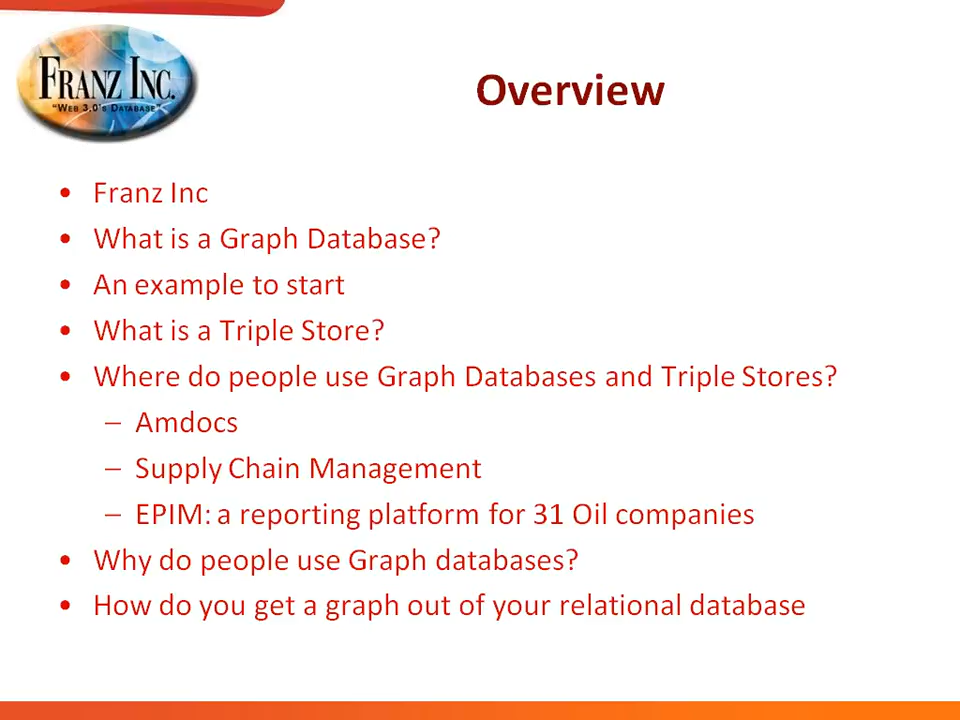 FRANZ INC.
"WEB 3.0'S DATABASE"
Overview
• Franz Inc
• What is a Graph Database?
• An example to start
• What is a Triple Store?
• Where do people use Graph Databases and Triple Stores?
– Amdocs
– Supply Chain Management
– EPIM: a reporting platform for 31 Oil companies
• Why do people use Graph databases?
• How do you get a graph out of your relational database